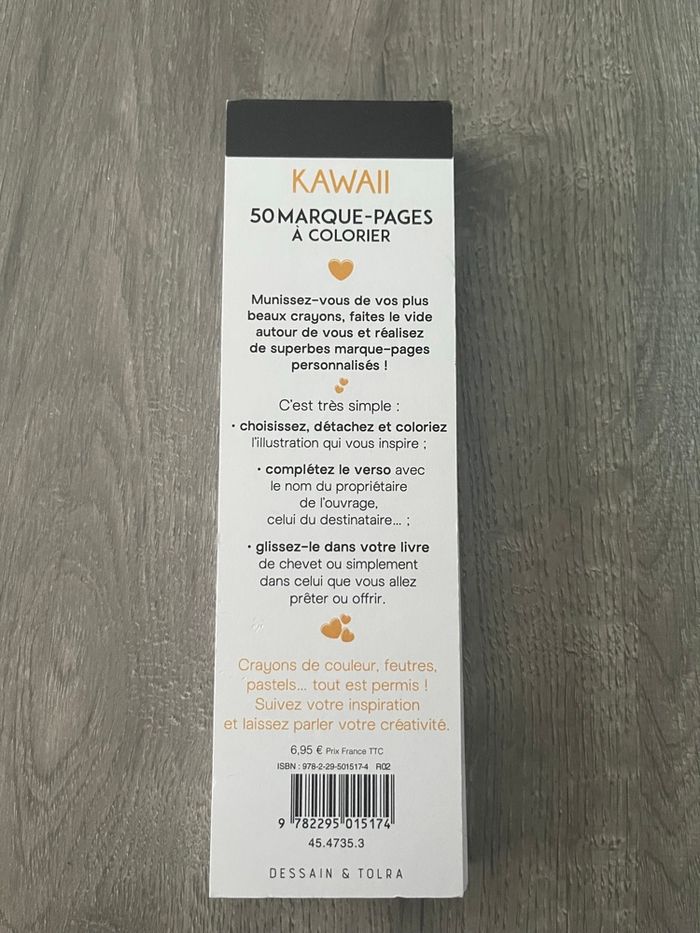 KAWAII
50 MARQUE-PAGES
À COLORIER
Munissez-vous de vos plus
beaux crayons, faites le vide
autour de vous et réalisez
de superbes marque-pages
personnalisés !
C'est très simple :
• choisissez, détachez et coloriez
l'illustration qui vous inspire ;
• complétez le verso avec
le nom du propriétaire
de l'ouvrage,
celui du destinataire... ;
• glissez-le dans votre livre
de chevet ou simplement
dans celui que vous allez
prêter ou offrir.
Crayons de couleur, feutres,
pastels... tout est permis !
Suivez votre inspiration
et laissez parler votre créativité.
6,95 € Prix France TTC
ISBN : 978-2-29-501517-4 R02
9 782295 015174
45.4735.3
DESSAIN & TOLRA